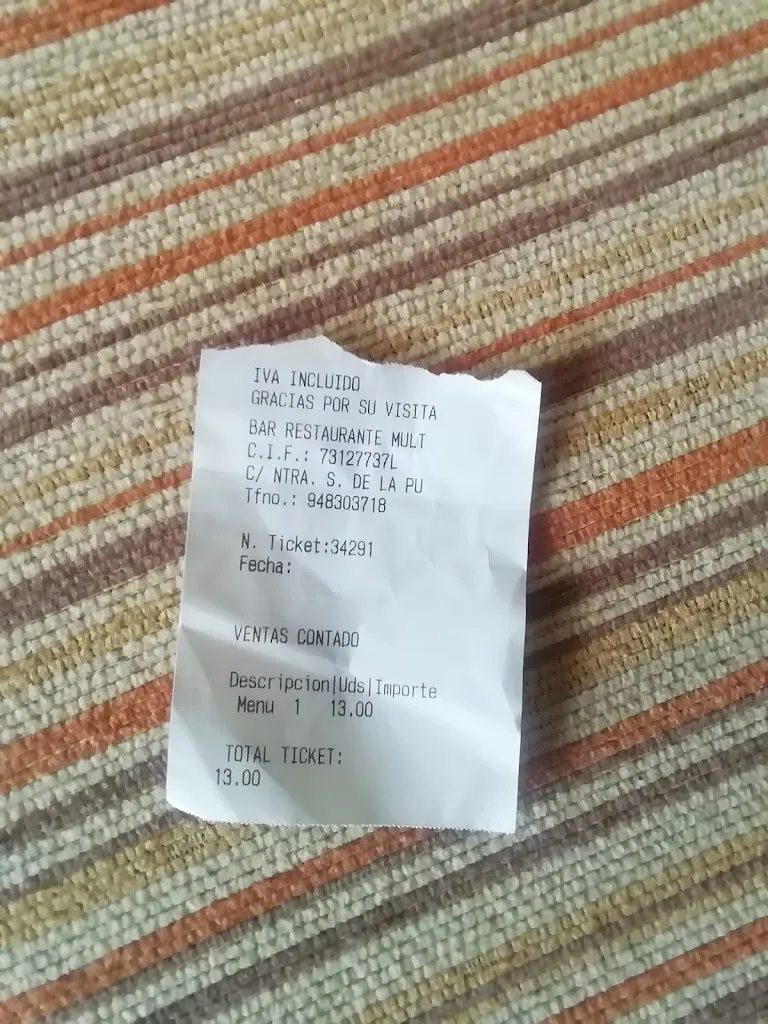 IVA INCLUIDO
GRACIAS POR SU VISITA
BAR RESTAURANTE MULT
C.I.F.: 73127737L
C/ NTRA. S. DE LA PU
Tfno.: 948303718
N. Ticket:34291
Fecha:
VENTAS CONTADO
Descripcion|Uds|Importe
Menu 1 13.00
TOTAL TICKET:
13.00